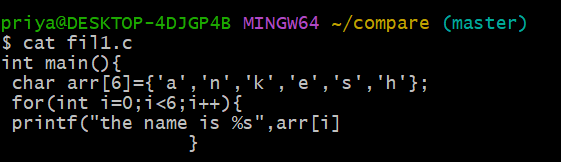 priya@DESKTOP-4DJGP4B MINGW64 ~/compare (master)
$ cat fil1.c
int main(){
 char arr[6]={'a','n','k','e','s','h'};
 for(int i=0;i<6;i++){
 printf("the name is %s",arr[i]
                 }